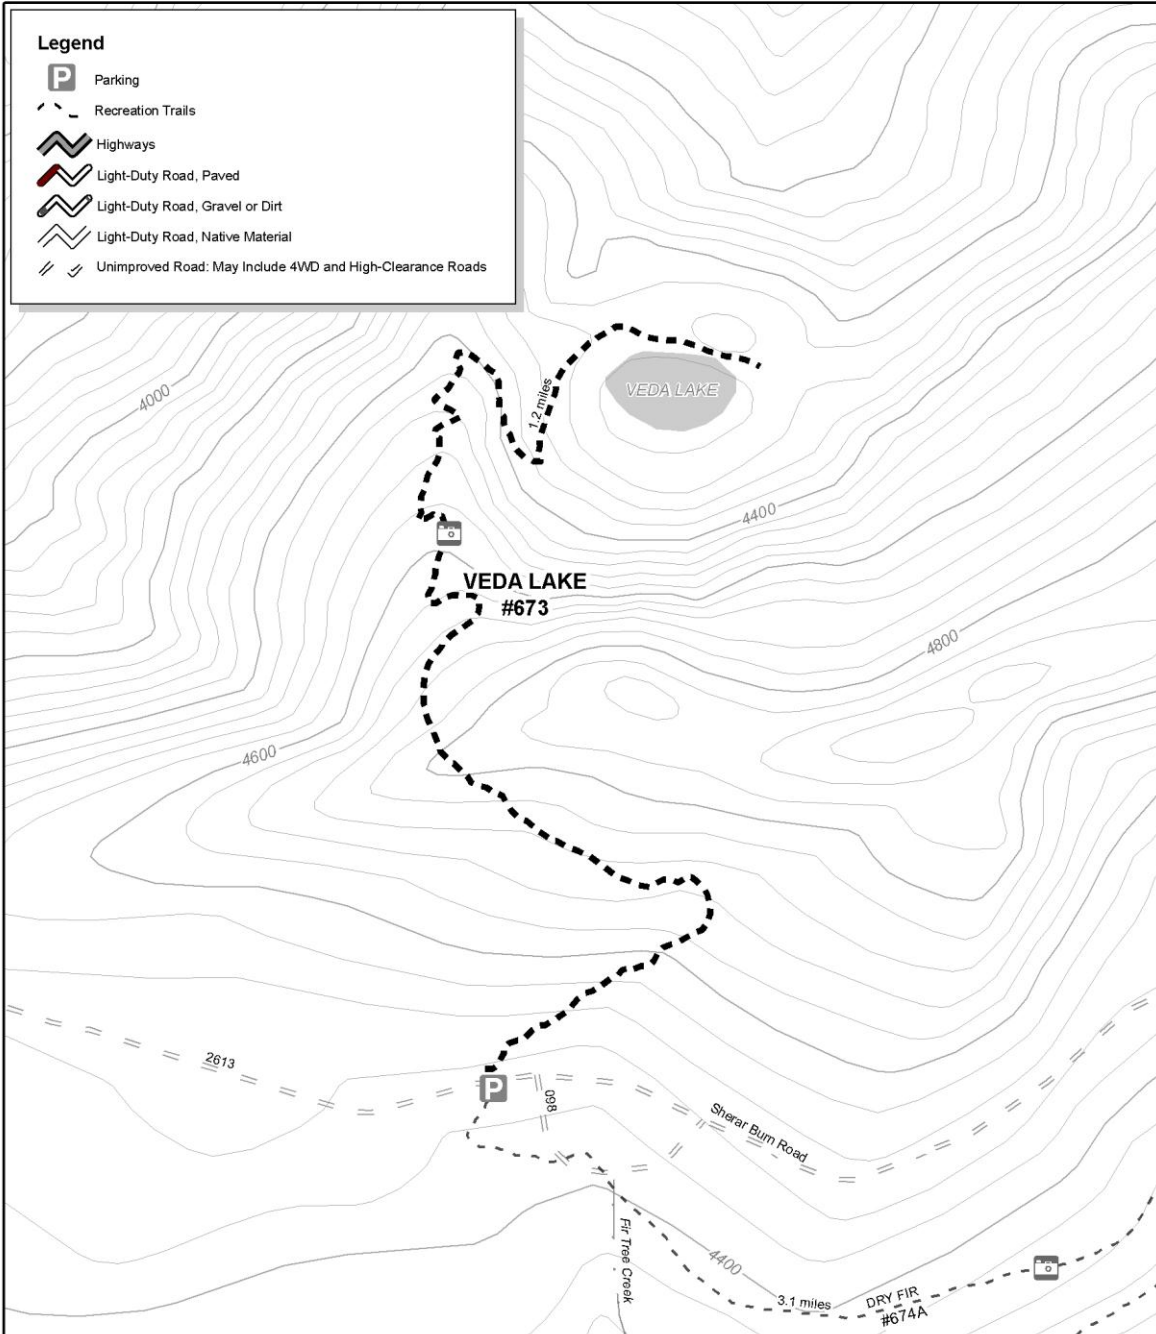 Legend
P
Parking
Recreation Trails
Highways
Light-Duty Road, Paved
Light-Duty Road, Gravel or Dirt
Light-Duty Road, Native Material
Unimproved Road: May Include 4WD and High-Clearance Roads
4000
1.2 miles
VEDA LAKE
4400
VEDA LAKE
#673
4800
4600
2613
P
098
Sherar Burn Road
Fir Tree Creek
4400
3.1 miles
DRY FIR
#674A